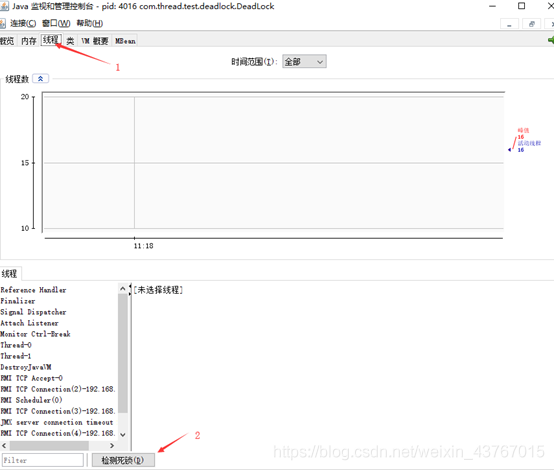 Java 监视和管理控制台 - pid: 4016 com.thread.test.deadlock.DeadLock
连接(C) 窗口(W) 帮助(H)
概览 内存 线程 类 VM 概要 MBean
1
时间范围(I): 全部
线程数
20
15
10
11:18
峰值
16
活动线程
16
线程
Reference Handler
[未选择线程]
Finalizer
Signal Dispatcher
Attach Listener
Monitor Ctrl-Break
Thread-0
Thread-1
DestroyJavaVM
RMI TCP Accept-0
RMI TCP Connection(2)-192.168.
RMI Scheduler(0)
RMI TCP Connection(3)-192.168.
JMX server connection timeout
RMI TCP Connection(4)-192.168.
2
Filter
检测死锁(D)
https://blog.csdn.net/weixin_43767015